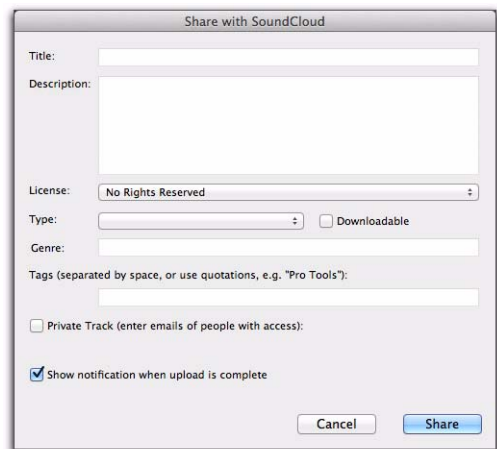 Share with SoundCloud
Title:
Description:
License: No Rights Reserved
Type: Downloadable
Genre:
Tags (separated by space, or use quotations, e.g. "Pro Tools"):
Private Track (enter emails of people with access):
Show notification when upload is complete
Cancel Share